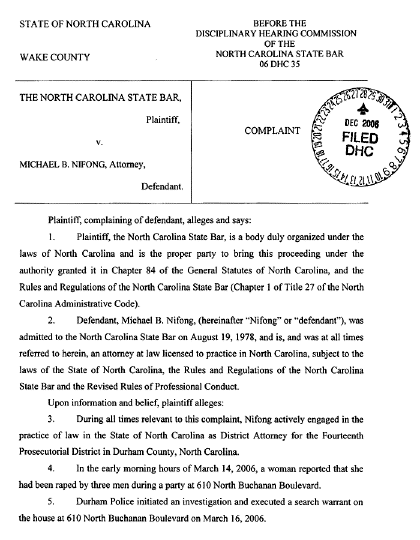 STATE OF NORTH CAROLINA
WAKE COUNTY
BEFORE THE
DISCIPLINARY HEARING COMMISSION
OF THE
NORTH CAROLINA STATE BAR
06 DHC 35
THE NORTH CAROLINA STATE BAR,
Plaintiff,
v.
MICHAEL B. NIFONG, Attorney,
Defendant.
COMPLAINT
DEC 2006
FILED
DHC
Plaintiff, complaining of defendant, alleges and says:
1. Plaintiff, the North Carolina State Bar, is a body duly organized under the
laws of North Carolina and is the proper party to bring this proceeding under the
authority granted it in Chapter 84 of the General Statutes of North Carolina, and the
Rules and Regulations of the North Carolina State Bar (Chapter 1 of Title 27 of the North
Carolina Administrative Code).
2. Defendant, Michael B. Nifong, (hereinafter “Nifong” or “defendant”), was
admitted to the North Carolina State Bar on August 19, 1978, and is, and was at all times
referred to herein, an attorney at law licensed to practice in North Carolina, subject to the
laws of the State of North Carolina, the Rules and Regulations of the North Carolina
State Bar and the Revised Rules of Professional Conduct.
Upon information and belief, plaintiff alleges:
3. During all times relevant to this complaint, Nifong actively engaged in the
practice of law in the State of North Carolina as District Attorney for the Fourteenth
Prosecutorial District in Durham County, North Carolina.
4. In the early morning hours of March 14, 2006, a woman reported that she
had been raped by three men during a party at 610 North Buchanan Boulevard.
5. Durham Police initiated an investigation and executed a search warrant on
the house at 610 North Buchanan Boulevard on March 16, 2006.